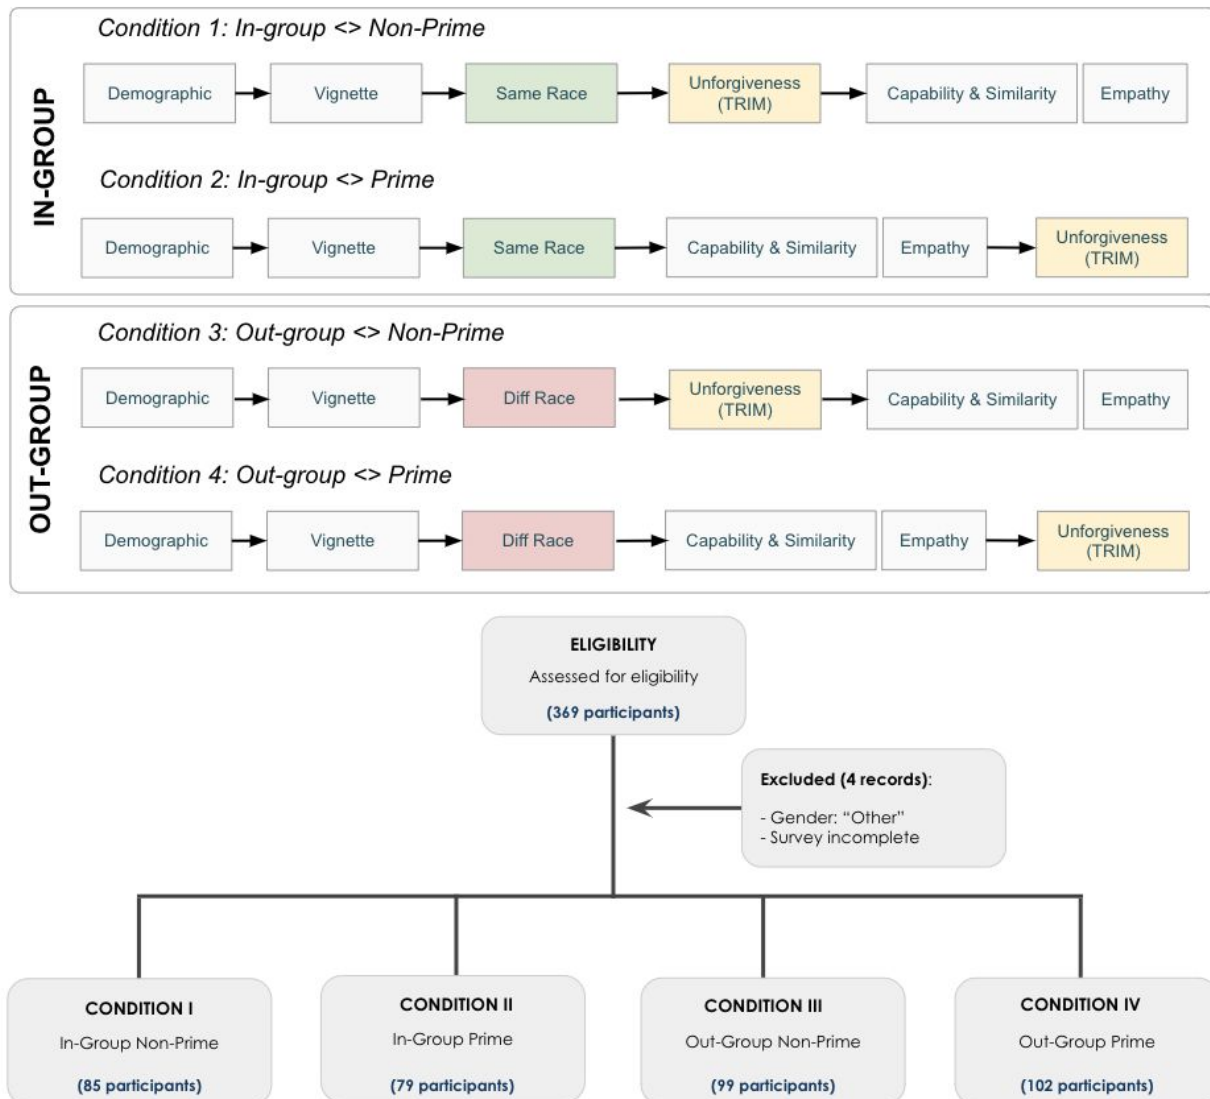 IN-GROUP
Condition 1: In-group <> Non-Prime
Demographic
Vignette
Same Race
Unforgiveness
(TRIM)
Capability & Similarity
Empathy
Condition 2: In-group <> Prime
Demographic
Vignette
Same Race
Capability & Similarity
Empathy
Unforgiveness
(TRIM)
OUT-GROUP
Condition 3: Out-group <> Non-Prime
Demographic
Vignette
Diff Race
Unforgiveness
(TRIM)
Capability & Similarity
Empathy
Condition 4: Out-group <> Prime
Demographic
Vignette
Diff Race
Capability & Similarity
Empathy
Unforgiveness
(TRIM)
ELIGIBILITY
Assessed for eligibility
(369 participants)
Excluded (4 records):
- Gender: “Other”
- Survey incomplete
CONDITION I
In-Group Non-Prime
(85 participants)
CONDITION II
In-Group Prime
(79 participants)
CONDITION III
Out-Group Non-Prime
(99 participants)
CONDITION IV
Out-Group Prime
(102 participants)